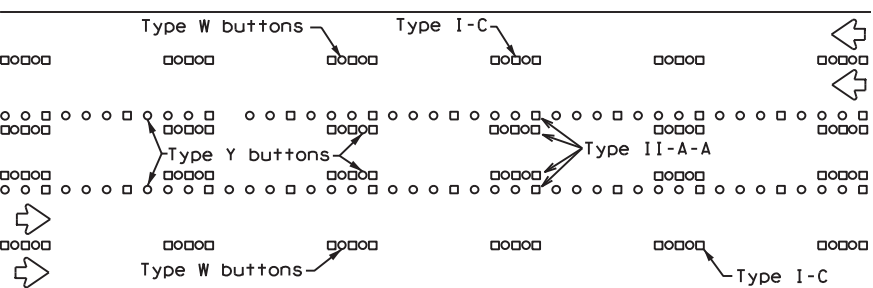 Type W buttons
Type I-C
Type Y buttons
Type II-A-A
Type W buttons
Type I-C